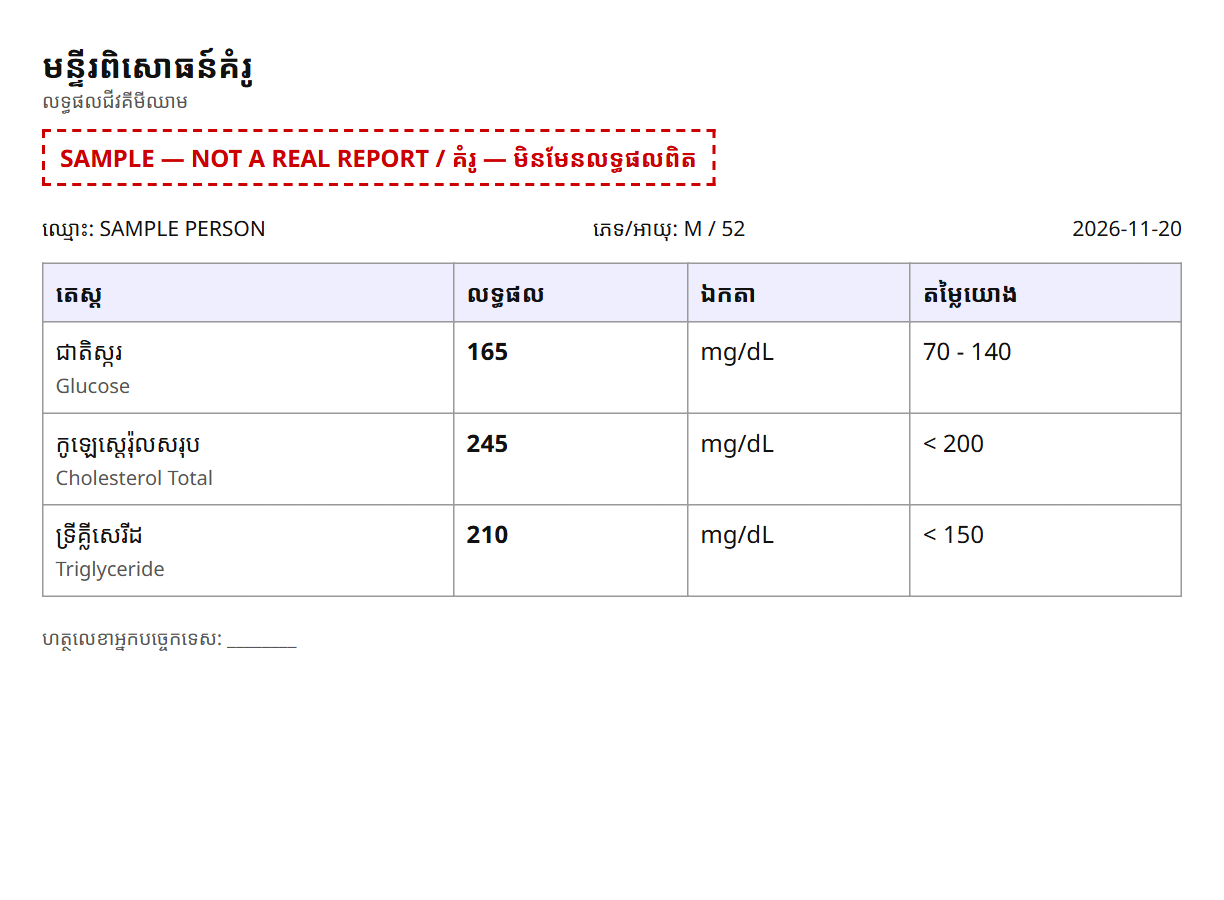 មន្ទីរពិសោធន៍គំរូ
លទ្ធផលជីវគីមីឈាម
SAMPLE — NOT A REAL REPORT / គំរូ — មិនមែនលទ្ធផលពិត
ឈ្មោះ: SAMPLE PERSON ភេទ/អាយុ: M / 52 2026-11-20
តេស្ត លទ្ធផល ឯកតា តម្លៃយោង
ជាតិស្ករ 165 mg/dL 70 - 140
Glucose
កូឡេស្តេរ៉ុលសរុប 245 mg/dL < 200
Cholesterol Total
ទ្រីគ្លីសេរីដ 210 mg/dL < 150
Triglyceride
ហត្ថលេខាអ្នកបច្ចេកទេស: ________